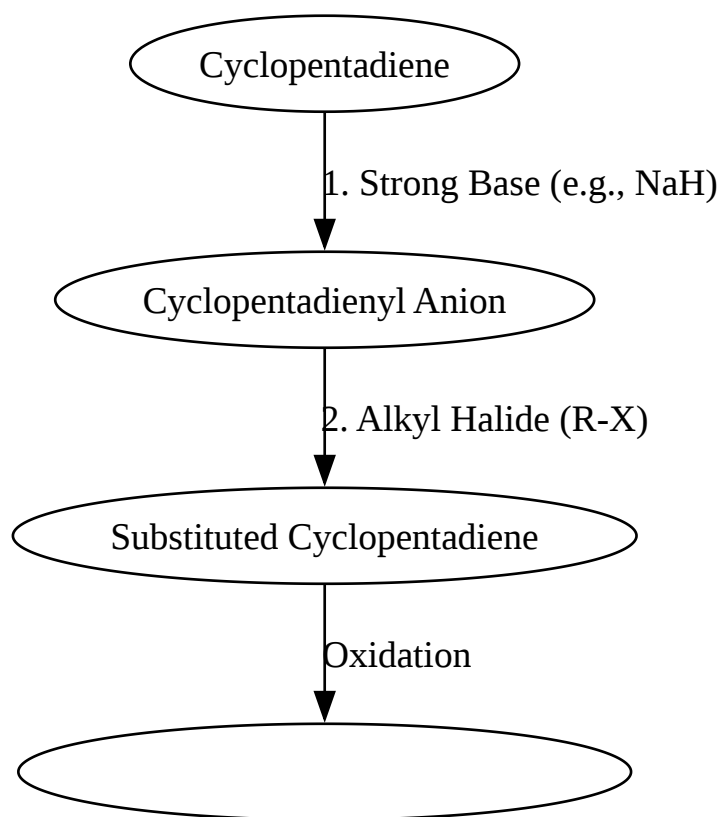 Cyclopentadiene
1. Strong Base (e.g., NaH)
Cyclopentadienyl Anion
2. Alkyl Halide (R-X)
Substituted Cyclopentadiene
Oxidation